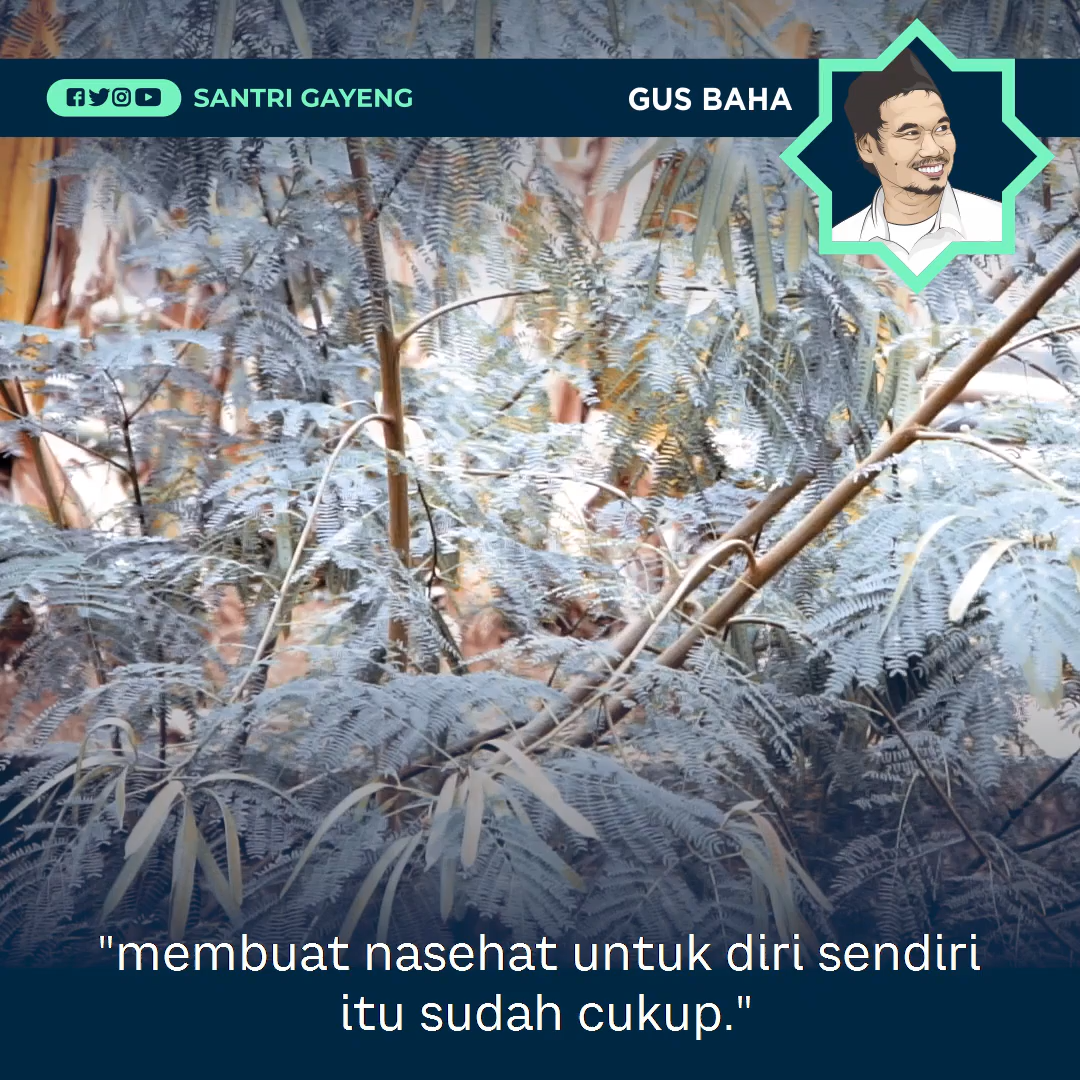 SANTRI GAYENG
GUS BAHA
"membuat nasehat untuk diri sendiri
itu sudah cukup."